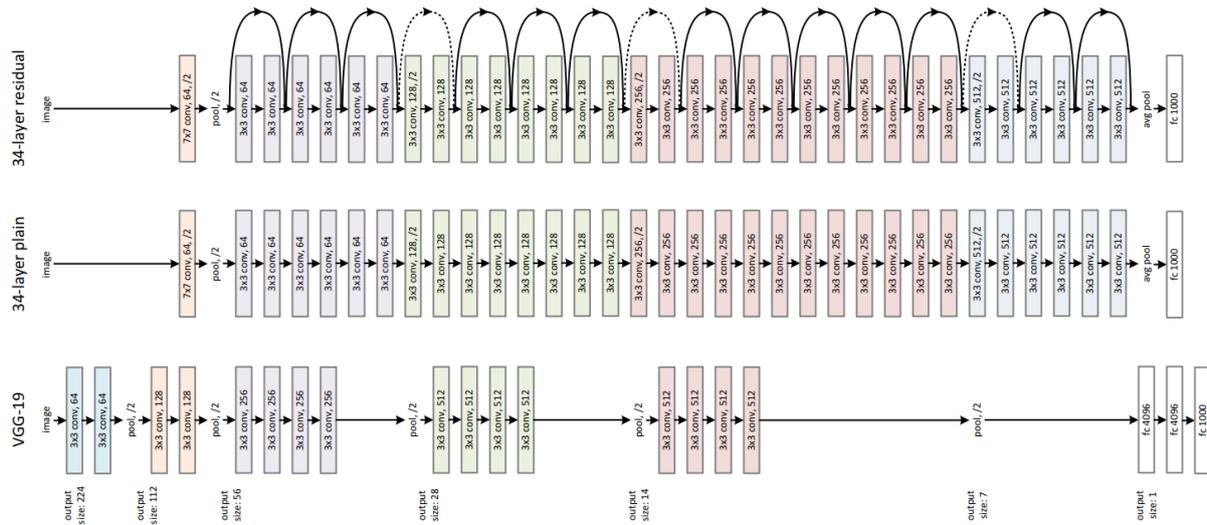 34-layer residual
image
7x7 conv, 64, /2
pool, /2
3x3 conv, 64
3x3 conv, 64
3x3 conv, 64
3x3 conv, 64
3x3 conv, 64
3x3 conv, 64
3x3 conv, 128, /2
3x3 conv, 128
3x3 conv, 128
3x3 conv, 128
3x3 conv, 128
3x3 conv, 128
3x3 conv, 128
3x3 conv, 128
3x3 conv, 256, /2
3x3 conv, 256
3x3 conv, 256
3x3 conv, 256
3x3 conv, 256
3x3 conv, 256
3x3 conv, 256
3x3 conv, 256
3x3 conv, 256
3x3 conv, 256
3x3 conv, 256
3x3 conv, 256
3x3 conv, 512, /2
3x3 conv, 512
3x3 conv, 512
3x3 conv, 512
3x3 conv, 512
3x3 conv, 512
avg pool
fc 1000
34-layer plain
image
7x7 conv, 64, /2
pool, /2
3x3 conv, 64
3x3 conv, 64
3x3 conv, 64
3x3 conv, 64
3x3 conv, 64
3x3 conv, 64
3x3 conv, 128, /2
3x3 conv, 128
3x3 conv, 128
3x3 conv, 128
3x3 conv, 128
3x3 conv, 128
3x3 conv, 128
3x3 conv, 128
3x3 conv, 256, /2
3x3 conv, 256
3x3 conv, 256
3x3 conv, 256
3x3 conv, 256
3x3 conv, 256
3x3 conv, 256
3x3 conv, 256
3x3 conv, 256
3x3 conv, 256
3x3 conv, 256
3x3 conv, 256
3x3 conv, 512, /2
3x3 conv, 512
3x3 conv, 512
3x3 conv, 512
3x3 conv, 512
3x3 conv, 512
avg pool
fc 1000
VGG-19
image
3x3 conv, 64
3x3 conv, 64
pool, /2
3x3 conv, 128
3x3 conv, 128
pool, /2
3x3 conv, 256
3x3 conv, 256
3x3 conv, 256
3x3 conv, 256
pool, /2
3x3 conv, 512
3x3 conv, 512
3x3 conv, 512
3x3 conv, 512
pool, /2
3x3 conv, 512
3x3 conv, 512
3x3 conv, 512
3x3 conv, 512
pool, /2
fc 4096
fc 4096
fc 1000
output
size: 224
output
size: 112
output
size: 56
output
size: 28
output
size: 14
output
size: 7
output
size: 1